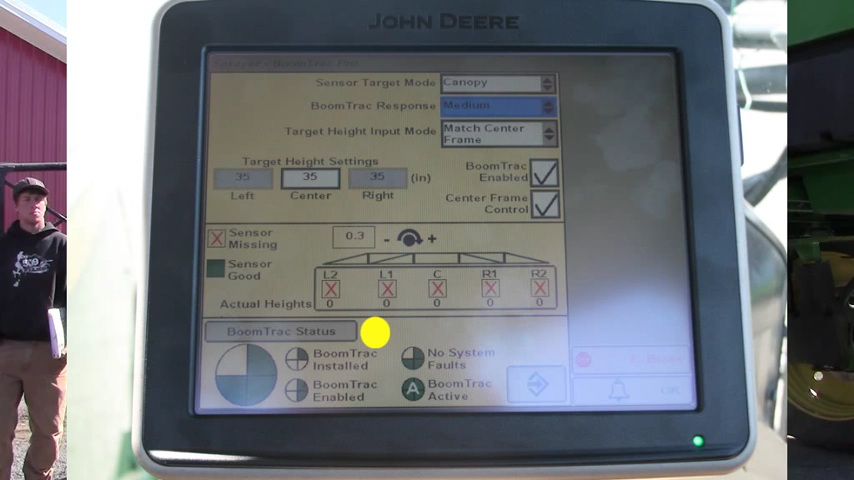 JOHN DEERE
Sprayer - BoomTrac Pro
Sensor Target Mode Canopy
BoomTrac Response Medium
Target Height Input Mode Match Center Frame
Target Height Settings
35 35 35 (in)
Left Center Right
BoomTrac Enabled
Center Frame Control
Sensor Missing
0.3 - +
Sensor Good
L2 L1 C R1 R2
Actual Heights 0 0 0 0 0
BoomTrac Status
BoomTrac Installed
No System Faults
BoomTrac Enabled
A BoomTrac Active
OK